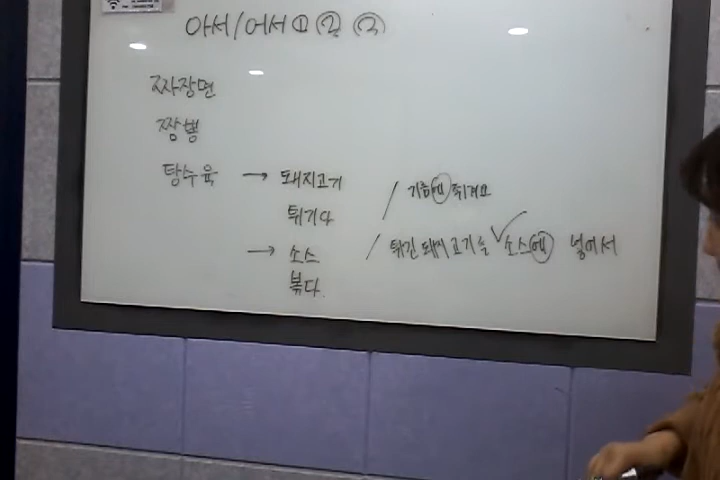 아서/어서 ① ② ③
짜장면
짬뽕
탕수육 → 돼지고기 / 기름에 튀겨요
튀기다
→ 소스 / 튀긴 돼지고기를 ✓ 소스에 넣어서
볶다.